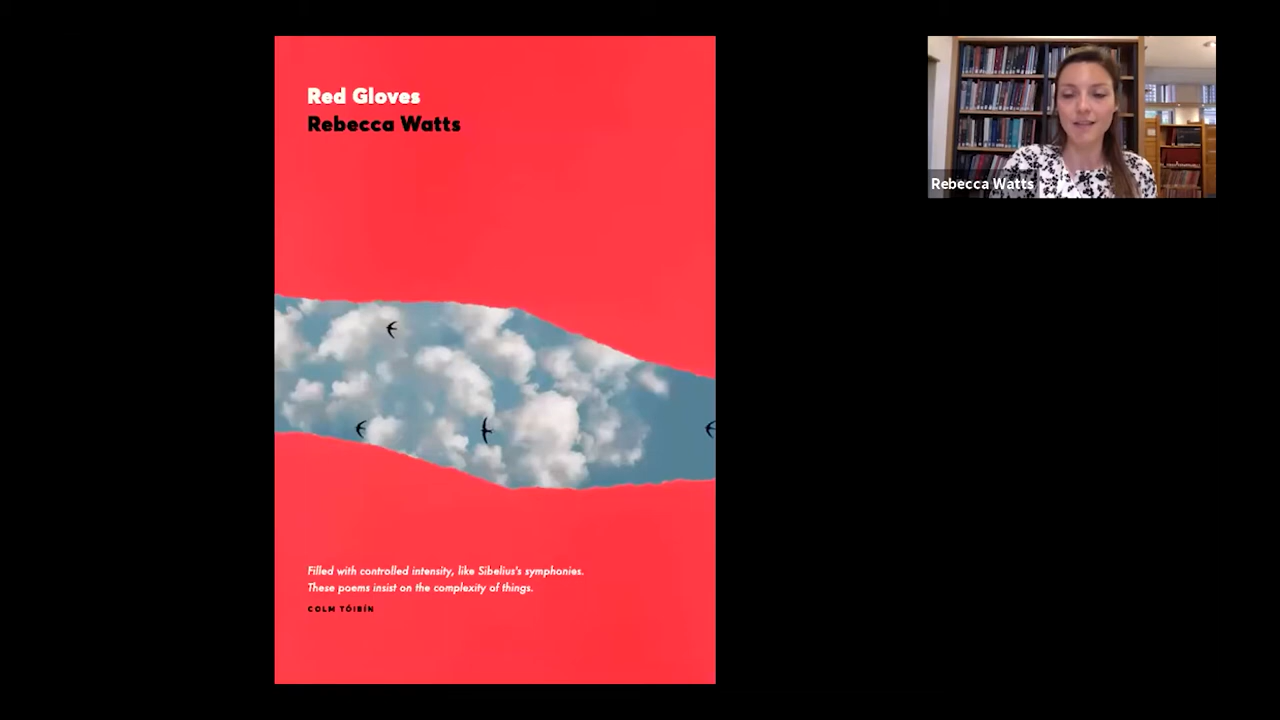 Red Gloves
Rebecca Watts
Rebecca Watts
Filled with controlled intensity, like Sibelius's symphonies.
These poems insist on the complexity of things.
COLM TÓIBÍN